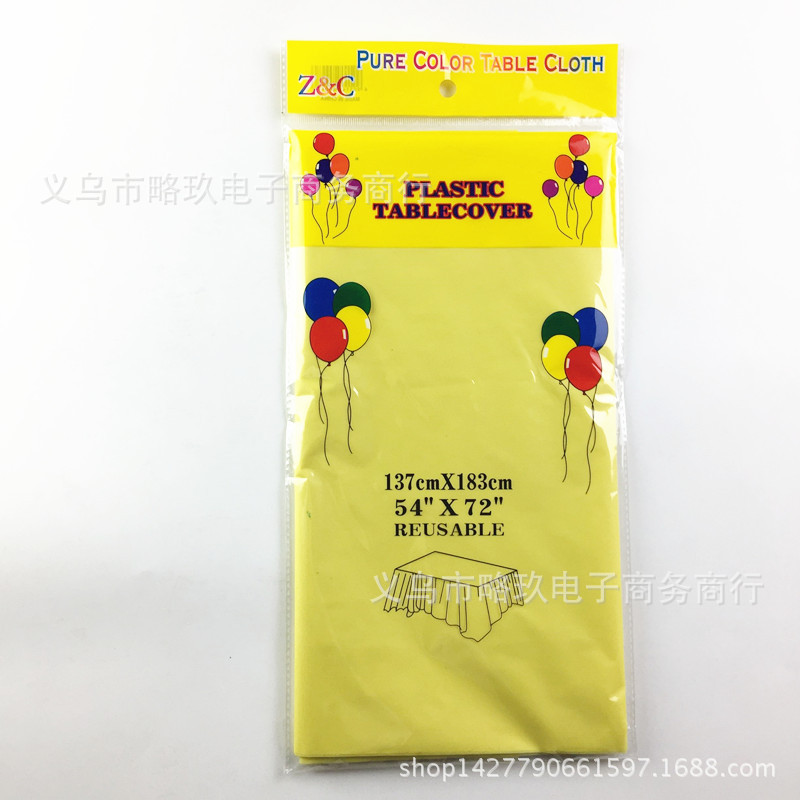 PURE COLOR TABLE CLOTH
Z&C
义乌市略玖电子商务商行
PLASTIC
TABLECOVER
137cmX183cm
54" X 72"
REUSABLE
义乌市略玖电子商务商行
shop1427790661597.1688.com